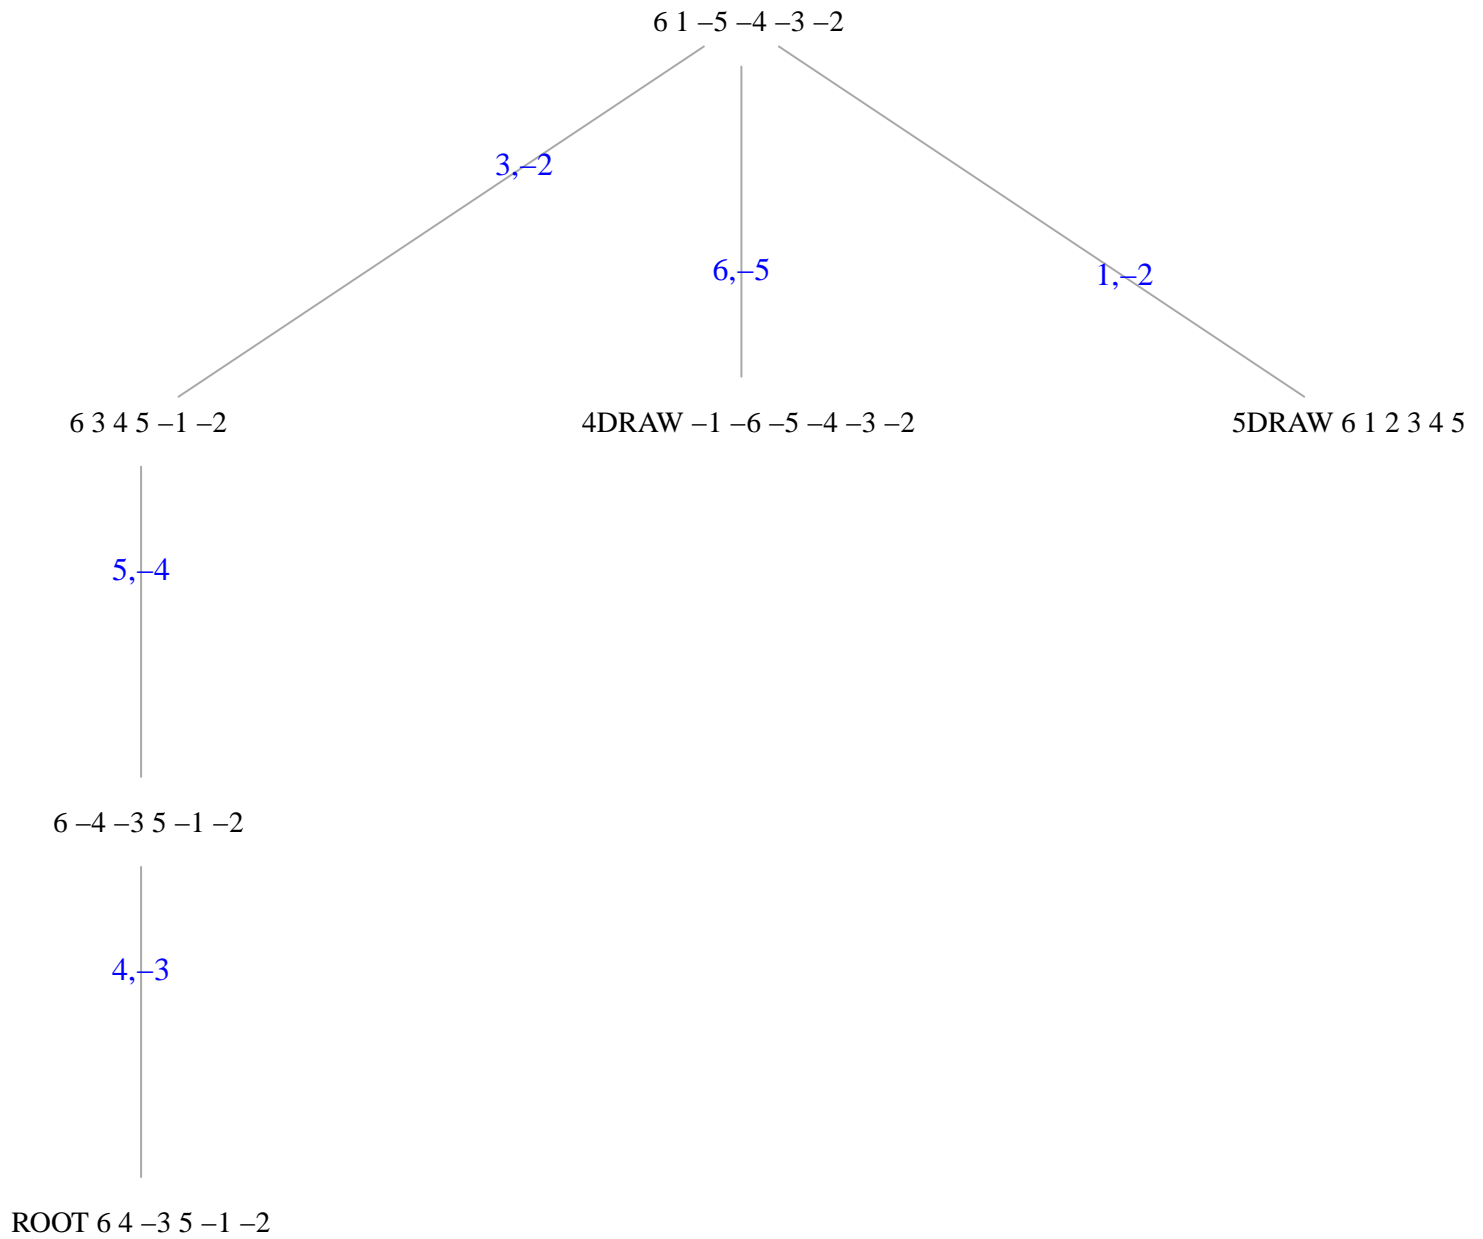 6 1 –5 –4 –3 –2
3,–2
6,–5
1,–2
6 3 4 5 –1 –2
4DRAW –1 –6 –5 –4 –3 –2
5DRAW 6 1 2 3 4 5
5,–4
6 –4 –3 5 –1 –2
4,–3
ROOT 6 4 –3 5 –1 –2